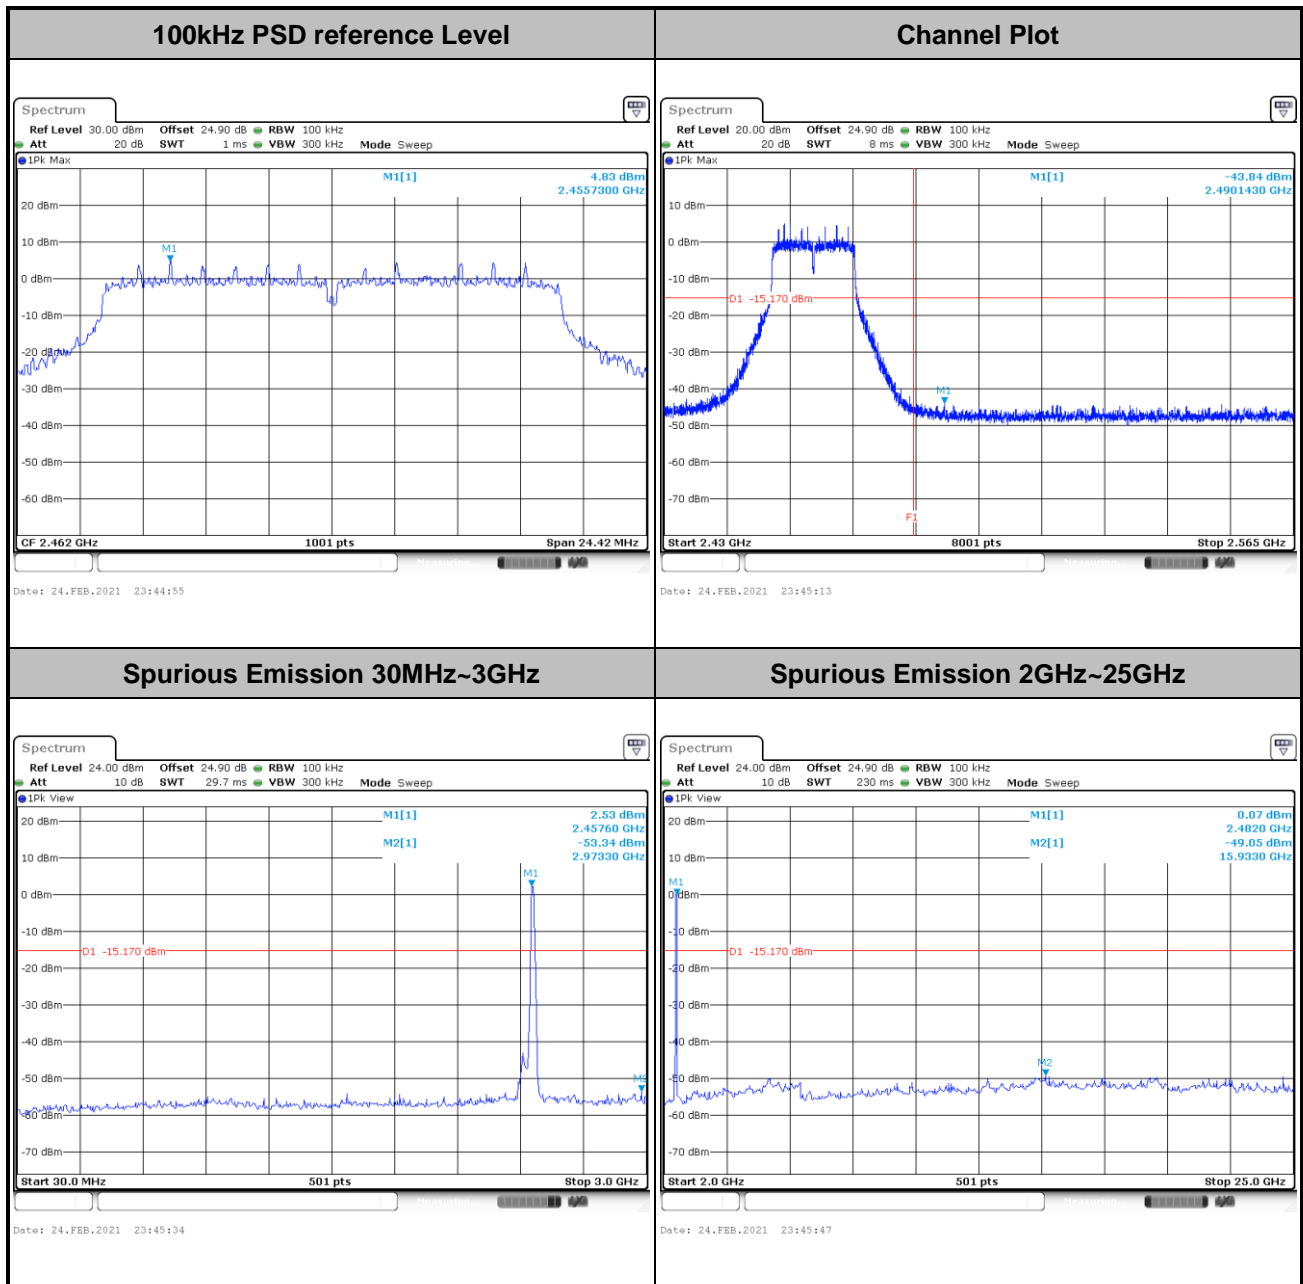 100kHz PSD reference Level
Spectrum
Ref Level 30.00 dBm Offset 24.90 dB RBW 100 kHz
Att 20 dB SWT 1 ms VBW 300 kHz Mode Sweep
1Pk Max
M1[1] 4.83 dBm
2.4557300 GHz
20 dBm
M1
10 dBm
0 dBm
-10 dBm
-20 dBm
-30 dBm
-40 dBm
-50 dBm
-60 dBm
CF 2.462 GHz 1001 pts Span 24.42 MHz
Measuring...
Date: 24.FEB.2021 23:44:55
Channel Plot
Spectrum
Ref Level 20.00 dBm Offset 24.90 dB RBW 100 kHz
Att 20 dB SWT 8 ms VBW 300 kHz Mode Sweep
1Pk Max
M1[1] -43.84 dBm
2.4901430 GHz
10 dBm
0 dBm
-10 dBm
D1 -15.170 dBm
-20 dBm
-30 dBm
-40 dBm
M1
-50 dBm
-60 dBm
-70 dBm
F1
Start 2.43 GHz 8001 pts Stop 2.565 GHz
Measuring...
Date: 24.FEB.2021 23:45:13
Spurious Emission 30MHz~3GHz
Spectrum
Ref Level 24.00 dBm Offset 24.90 dB RBW 100 kHz
Att 10 dB SWT 29.7 ms VBW 300 kHz Mode Sweep
1Pk View
M1[1] 2.53 dBm
2.45760 GHz
M2[1] -53.34 dBm
2.97330 GHz
20 dBm
10 dBm
M1
0 dBm
-10 dBm
D1 -15.170 dBm
-20 dBm
-30 dBm
-40 dBm
-50 dBm
M2
-60 dBm
-70 dBm
Start 30.0 MHz 501 pts Stop 3.0 GHz
Date: 24.FEB.2021 23:45:34
Spurious Emission 2GHz~25GHz
Spectrum
Ref Level 24.00 dBm Offset 24.90 dB RBW 100 kHz
Att 10 dB SWT 230 ms VBW 300 kHz Mode Sweep
1Pk View
M1[1] 0.07 dBm
2.4820 GHz
M2[1] -49.05 dBm
15.9330 GHz
20 dBm
10 dBm
M1
0 dBm
-10 dBm
D1 -15.170 dBm
-20 dBm
-30 dBm
-40 dBm
M2
-50 dBm
-60 dBm
-70 dBm
Start 2.0 GHz 501 pts Stop 25.0 GHz
Date: 24.FEB.2021 23:45:47